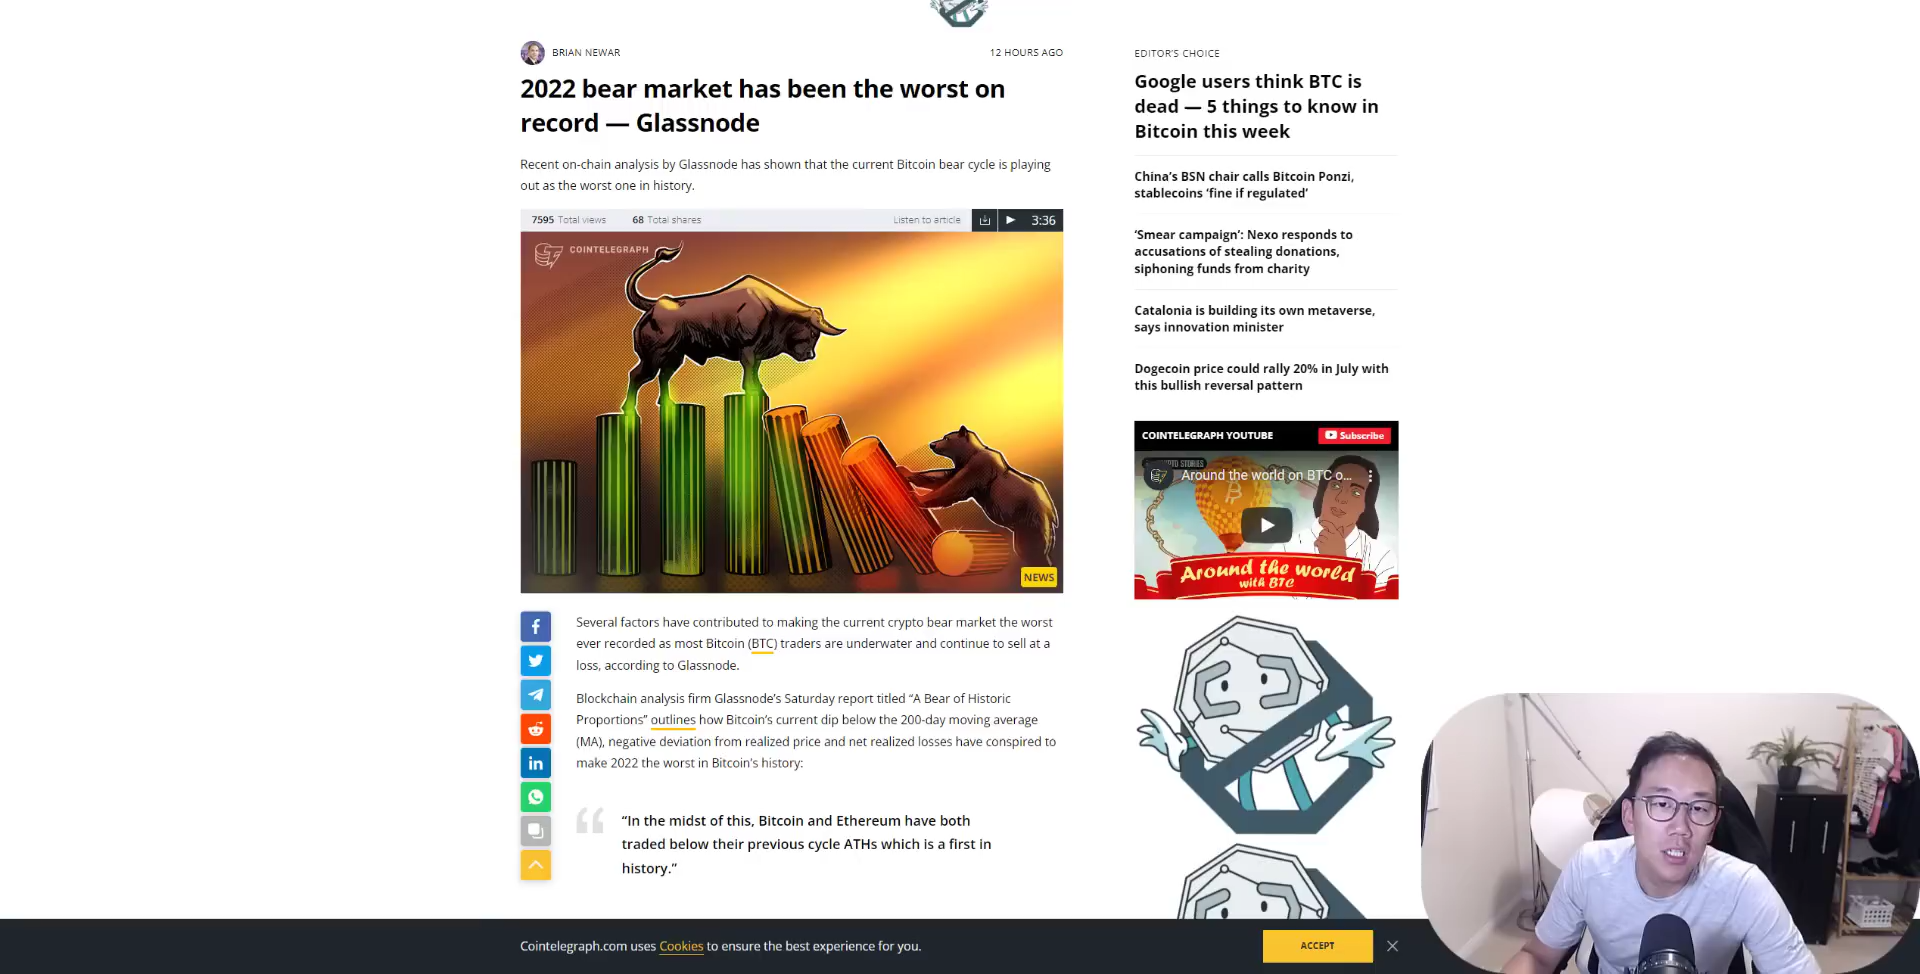 BRIAN NEWAR
12 HOURS AGO
2022 bear market has been the worst on
record — Glassnode
Recent on-chain analysis by Glassnode has shown that the current Bitcoin bear cycle is playing
out as the worst one in history.
7595 Total views 68 Total shares Listen to article 3:36
COINTELEGRAPH
NEWS
Several factors have contributed to making the current crypto bear market the worst
ever recorded as most Bitcoin (BTC) traders are underwater and continue to sell at a
loss, according to Glassnode.
Blockchain analysis firm Glassnode's Saturday report titled “A Bear of Historic
Proportions” outlines how Bitcoin's current dip below the 200-day moving average
(MA), negative deviation from realized price and net realized losses have conspired to
make 2022 the worst in Bitcoin's history:
“In the midst of this, Bitcoin and Ethereum have both
traded below their previous cycle ATHs which is a first in
history.”
EDITOR'S CHOICE
Google users think BTC is
dead — 5 things to know in
Bitcoin this week
China's BSN chair calls Bitcoin Ponzi,
stablecoins ‘fine if regulated’
‘Smear campaign’: Nexo responds to
accusations of stealing donations,
siphoning funds from charity
Catalonia is building its own metaverse,
says innovation minister
Dogecoin price could rally 20% in July with
this bullish reversal pattern
COINTELEGRAPH YOUTUBE
Subscribe
CRYPTO STORIES
Around the world on BTC o...
Around the world
with BTC
Cointelegraph.com uses Cookies to ensure the best experience for you.
ACCEPT